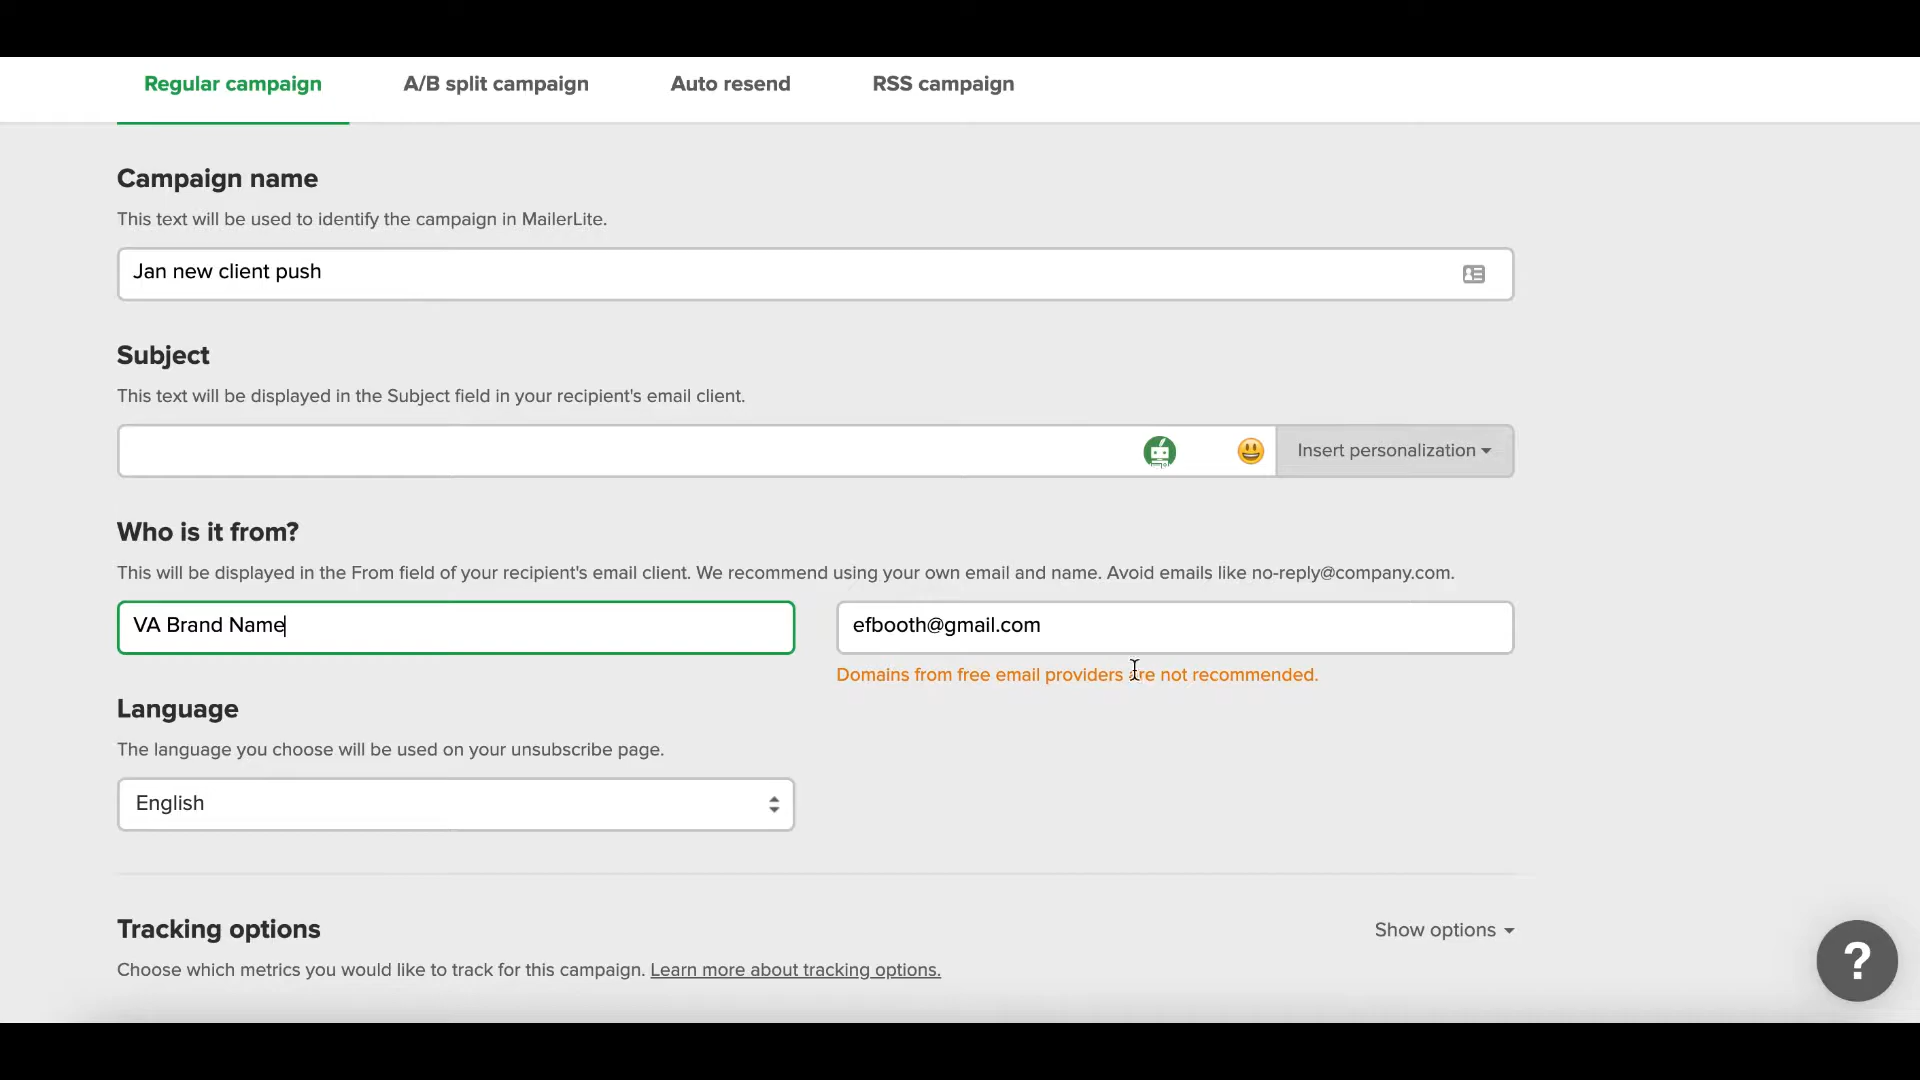 Regular campaign
A/B split campaign
Auto resend
RSS campaign
Campaign name
This text will be used to identify the campaign in MailerLite.
Jan new client push
Subject
This text will be displayed in the Subject field in your recipient's email client.
Insert personalization
Who is it from?
This will be displayed in the From field of your recipient's email client. We recommend using your own email and name. Avoid emails like no-reply@company.com.
VA Brand Name
efbooth@gmail.com
Domains from free email providers are not recommended.
Language
The language you choose will be used on your unsubscribe page.
English
Tracking options
Show options
Choose which metrics you would like to track for this campaign. Learn more about tracking options.
?